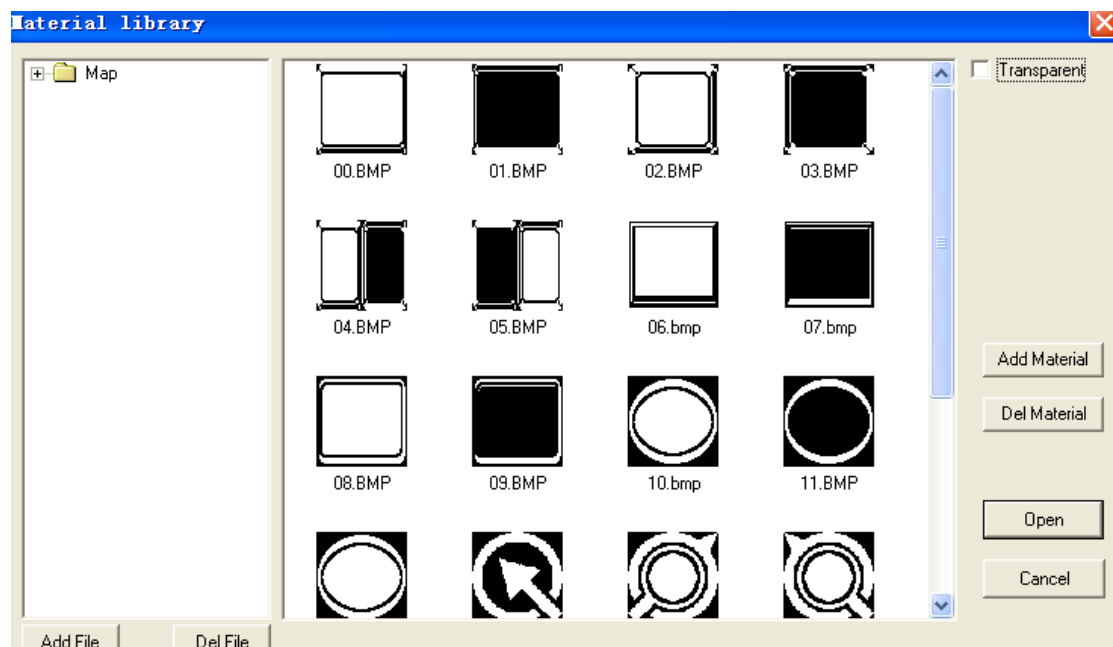 Material library
Map
Transparent
00.BMP 01.BMP 02.BMP 03.BMP
04.BMP 05.BMP 06.bmp 07.bmp
Add Material
Del Material
08.BMP 09.BMP 10.bmp 11.BMP
Open
Cancel
Add File Del File